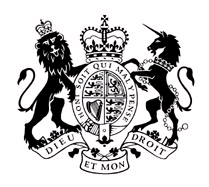 HONI SOIT QUI MAL Y PENSE
DIEU ET MON DROIT